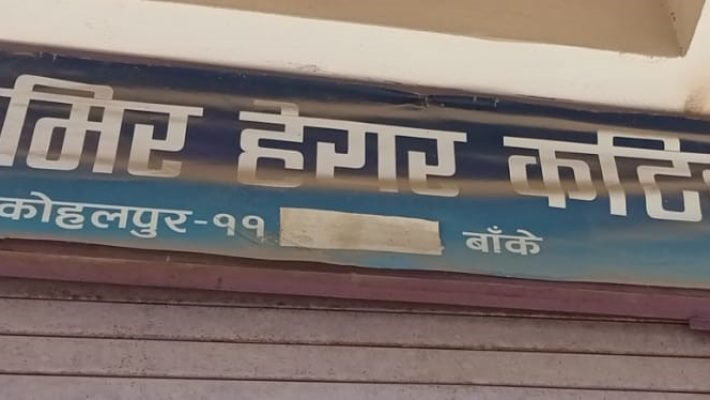 मिर हेयर कटि
कोहलपुर-११ बाँके